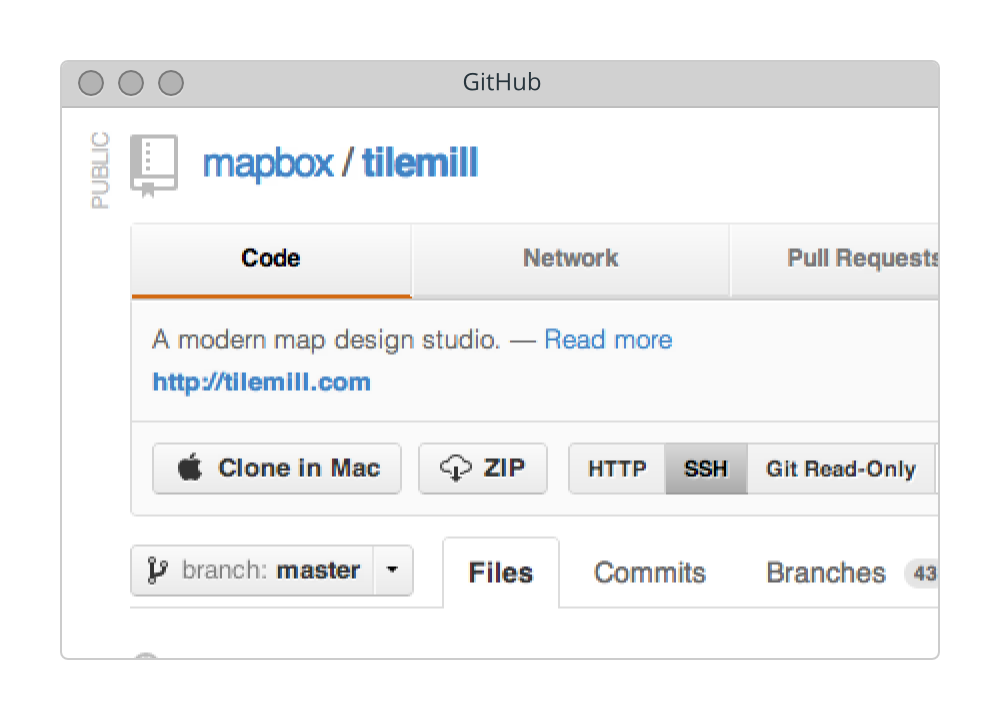 GitHub
PUBLIC
mapbox / tilemill
Code Network Pull Requests
A modern map design studio. — Read more
http://tilemill.com
Clone in Mac ZIP HTTP SSH Git Read-Only
branch: master Files Commits Branches 43